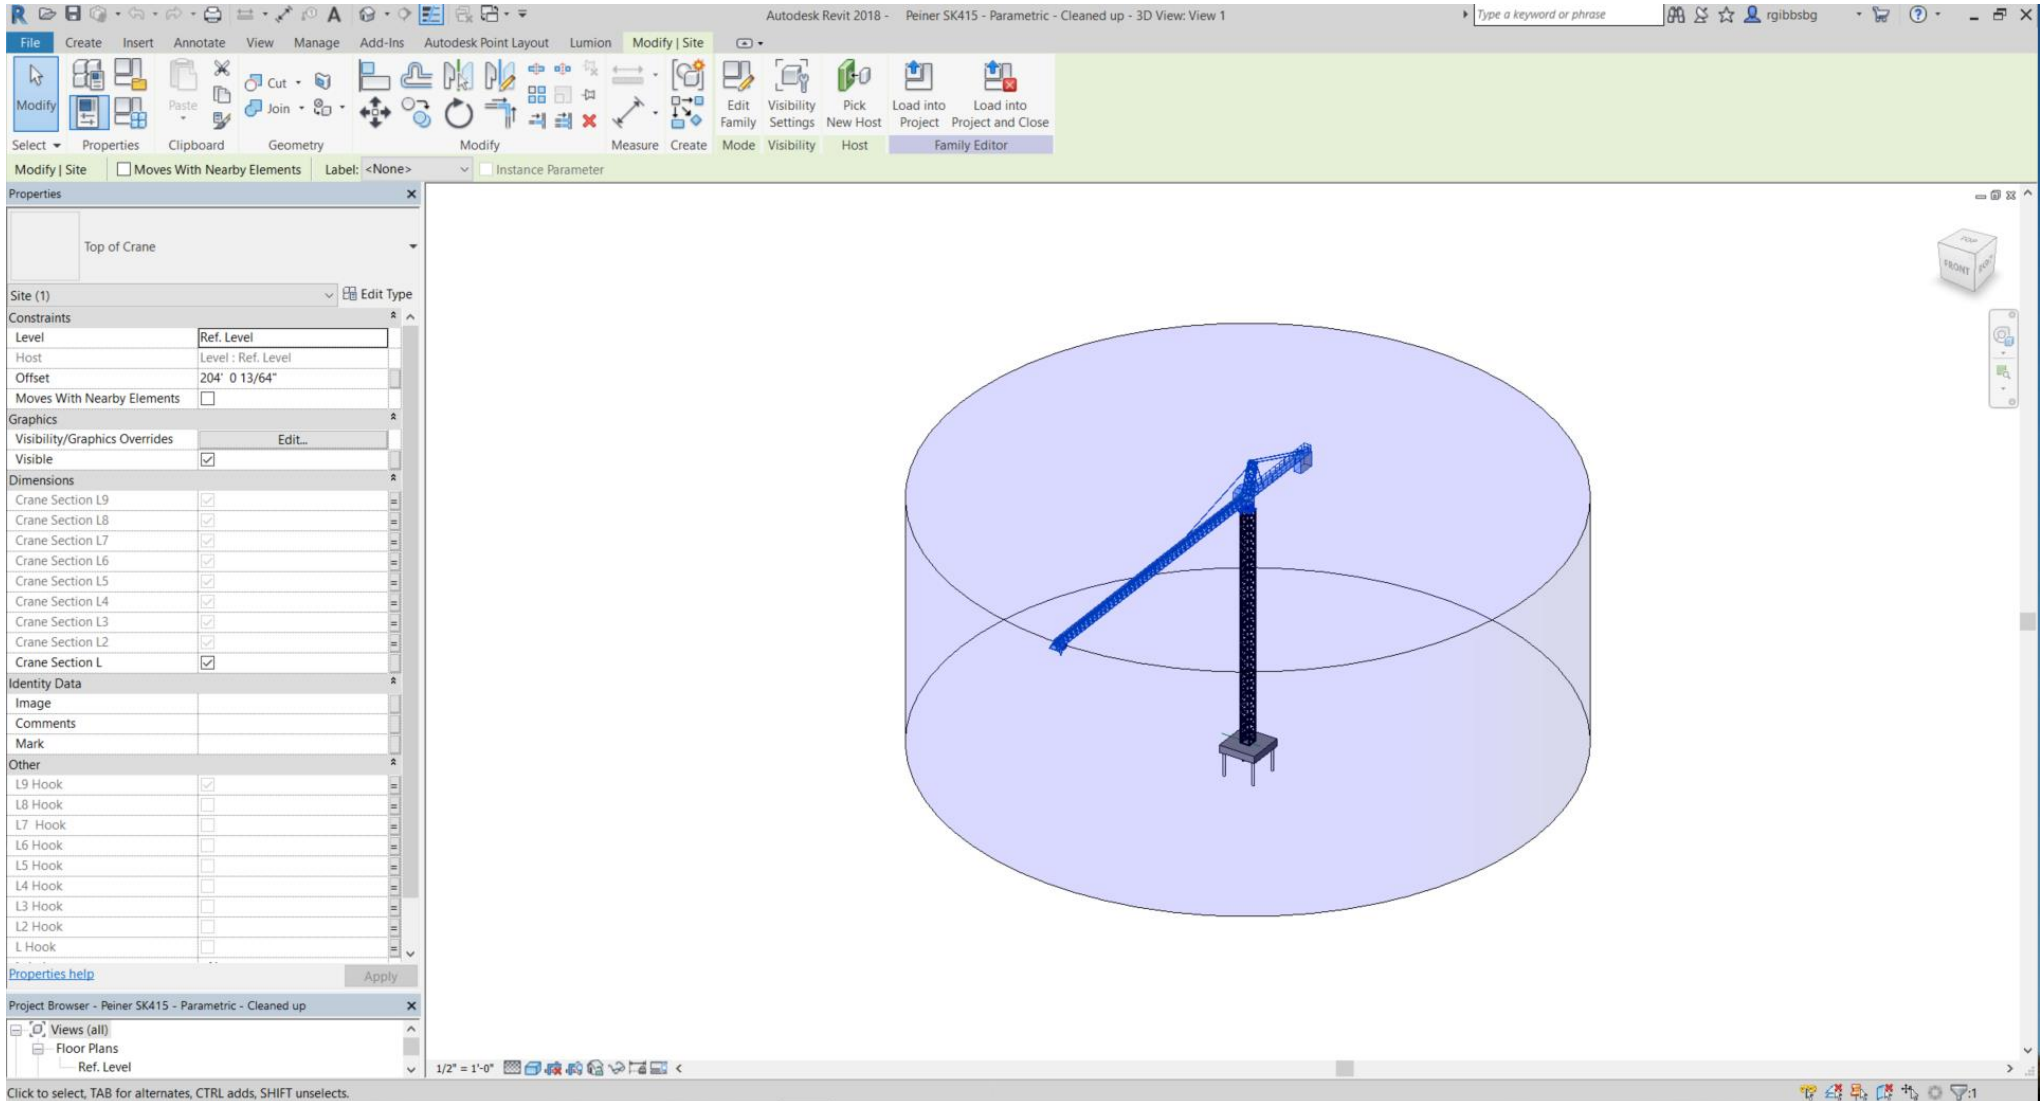 Autodesk Revit 2018 - Peiner SK415 - Parametric - Cleaned up - 3D View: View 1
Type a keyword or phrase
rgibbsbg
File Create Insert Annotate View Manage Add-Ins Autodesk Point Layout Lumion Modify | Site
Modify
Paste
Cut
Join
Edit Family
Visibility Settings
Pick New Host
Load into Project
Load into Project and Close
Select Properties Clipboard Geometry Modify Measure Create Mode Visibility Host Family Editor
Modify | Site Moves With Nearby Elements Label: <None> Instance Parameter
Properties
Top of Crane
Site (1) Edit Type
Constraints
Level Ref. Level
Host Level : Ref. Level
Offset 204' 0 13/64"
Moves With Nearby Elements
Graphics
Visibility/Graphics Overrides Edit...
Visible
Dimensions
Crane Section L9
Crane Section L8
Crane Section L7
Crane Section L6
Crane Section L5
Crane Section L4
Crane Section L3
Crane Section L2
Crane Section L
Identity Data
Image
Comments
Mark
Other
L9 Hook
L8 Hook
L7 Hook
L6 Hook
L5 Hook
L4 Hook
L3 Hook
L2 Hook
L Hook
Properties help Apply
Project Browser - Peiner SK415 - Parametric - Cleaned up
Views (all)
Floor Plans
Ref. Level
TOP
FRONT
1/2" = 1'-0"
Click to select, TAB for alternates, CTRL adds, SHIFT unselects.
:1